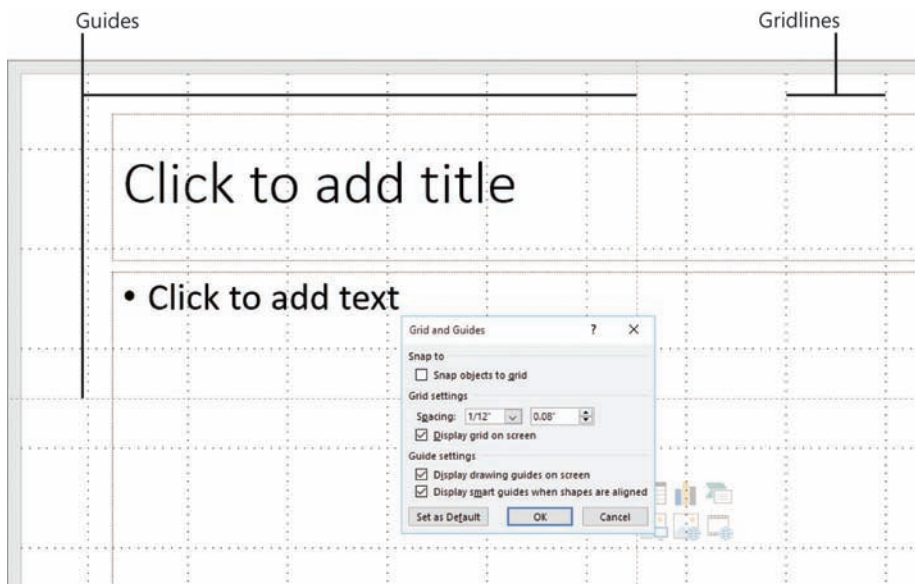 Guides
Gridlines
Click to add title
• Click to add text
Grid and Guides ? ×
Snap to
Snap objects to grid
Grid settings
Spacing: 1/12" 0.08"
Display grid on screen
Guide settings
Display drawing guides on screen
Display smart guides when shapes are aligned
Set as Default OK Cancel